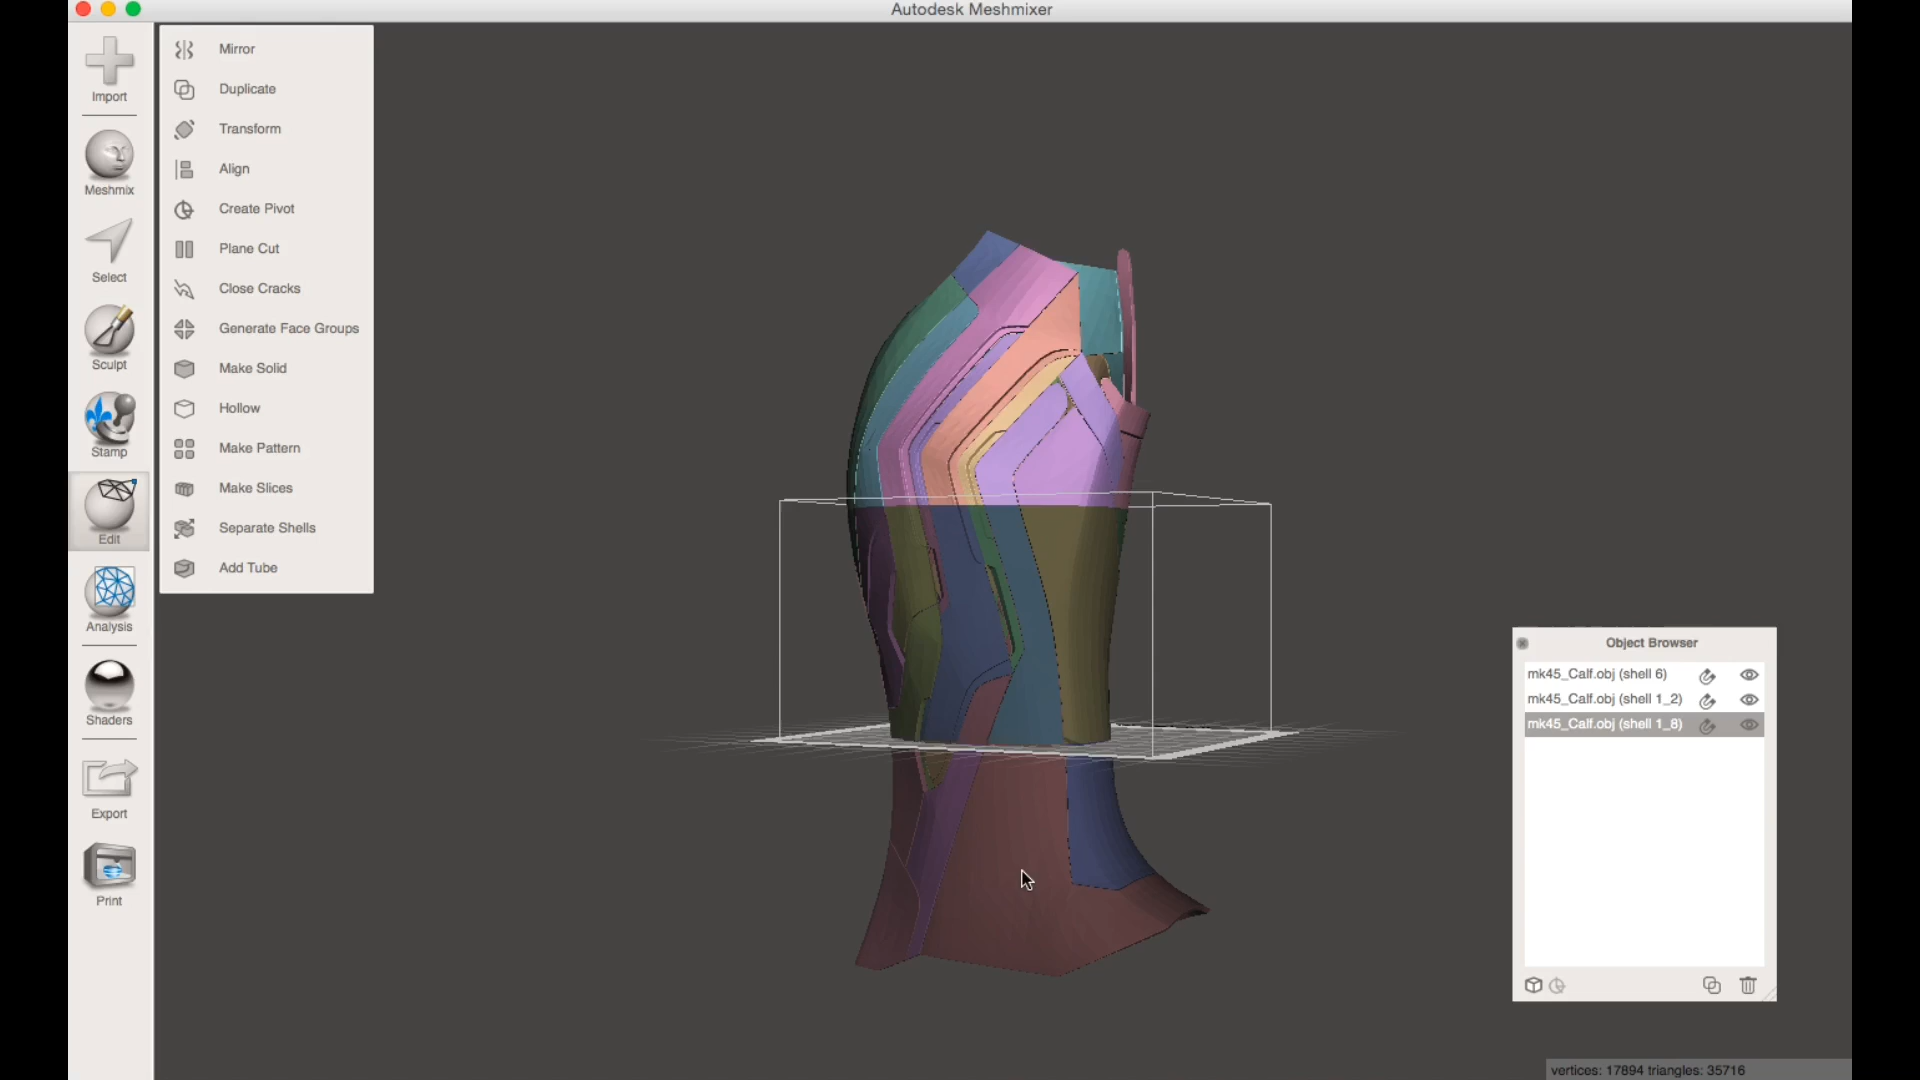 Autodesk Meshmixer
Import
Meshmix
Select
Sculpt
Stamp
Edit
Analysis
Shaders
Export
Print
Mirror
Duplicate
Transform
Align
Create Pivot
Plane Cut
Close Cracks
Generate Face Groups
Make Solid
Hollow
Make Pattern
Make Slices
Separate Shells
Add Tube
Object Browser
mk45_Calf.obj (shell 6)
mk45_Calf.obj (shell 1_2)
mk45_Calf.obj (shell 1_8)
vertices: 17894 triangles: 35716